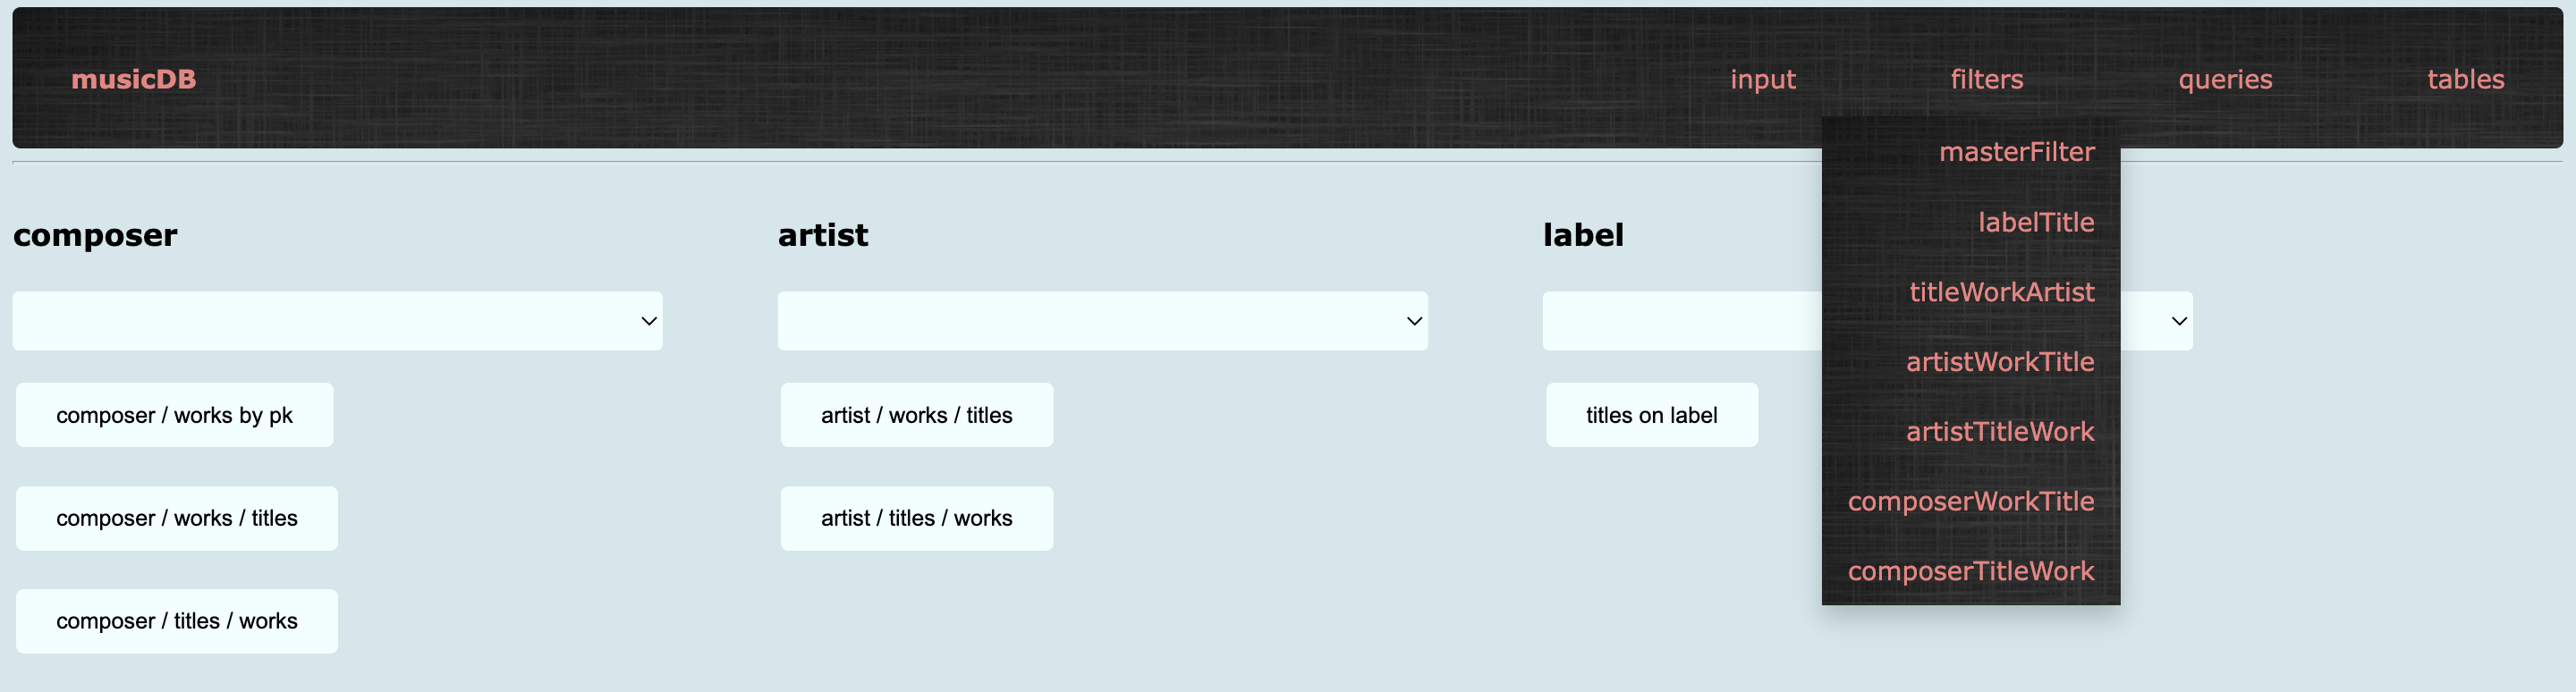 musicDB input filters queries tables
masterFilter
labelTitle
titleWorkArtist
artistWorkTitle
artistTitleWork
composerWorkTitle
composerTitleWork
composer artist label
composer / works by pk artist / works / titles titles on label
composer / works / titles artist / titles / works
composer / titles / works